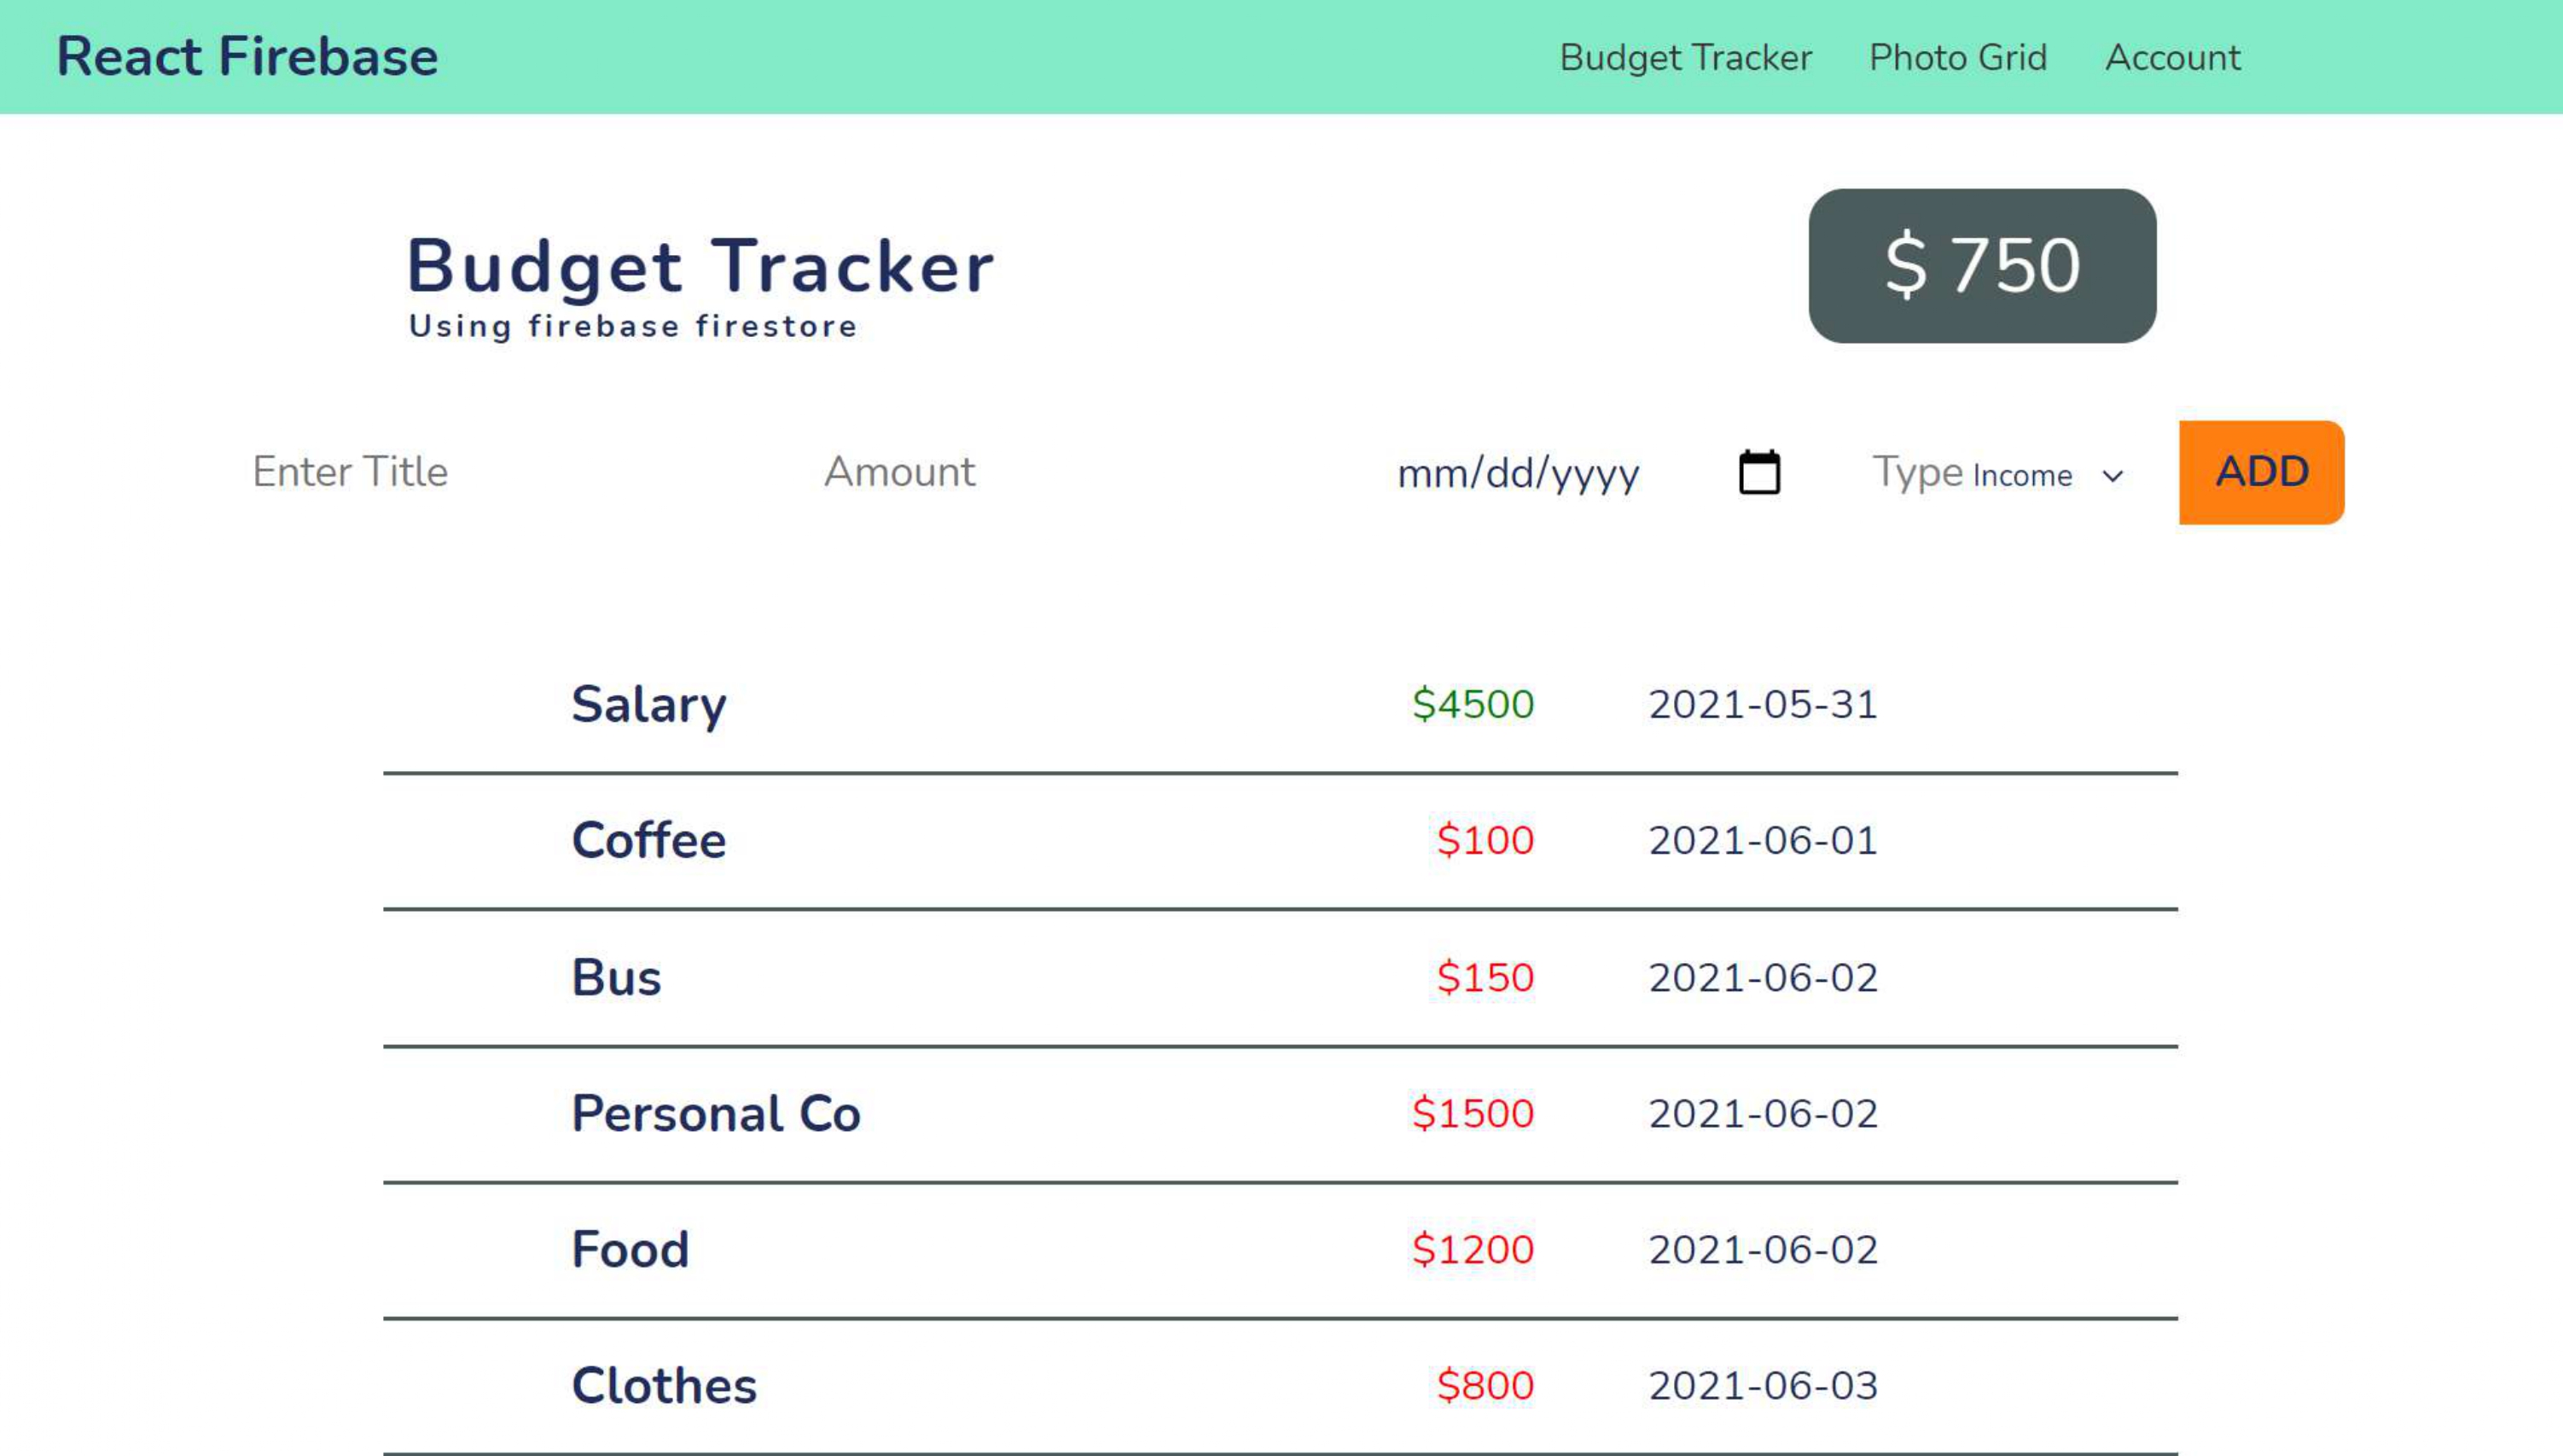 React Firebase
Budget Tracker Photo Grid Account
Budget Tracker
$ 750
Using firebase firestore
Enter Title Amount mm/dd/yyyy Type Income ADD
Salary $4500 2021-05-31
Coffee $100 2021-06-01
Bus $150 2021-06-02
Personal Co $1500 2021-06-02
Food $1200 2021-06-02
Clothes $800 2021-06-03